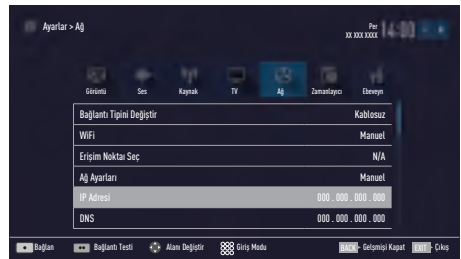 Ayarlar > Ağ
Per
XX XXX XXXX
14:00
Görüntü Ses Kaynak TV Ağ Zamanlayıcı Ebeveyn
Bağlantı Tipini Değiştir Kablosuz
WiFi Manuel
Erişim Noktaı Seç N/A
Ağ Ayarları Manuel
IP Adresi 000 . 000 . 000 . 000
DNS 000 . 000 . 000 . 000
Bağlan Bağlantı Testi Alanı Değiştir Giriş Modu BACK - Gelşmişi Kapat EXIT - Çıkış